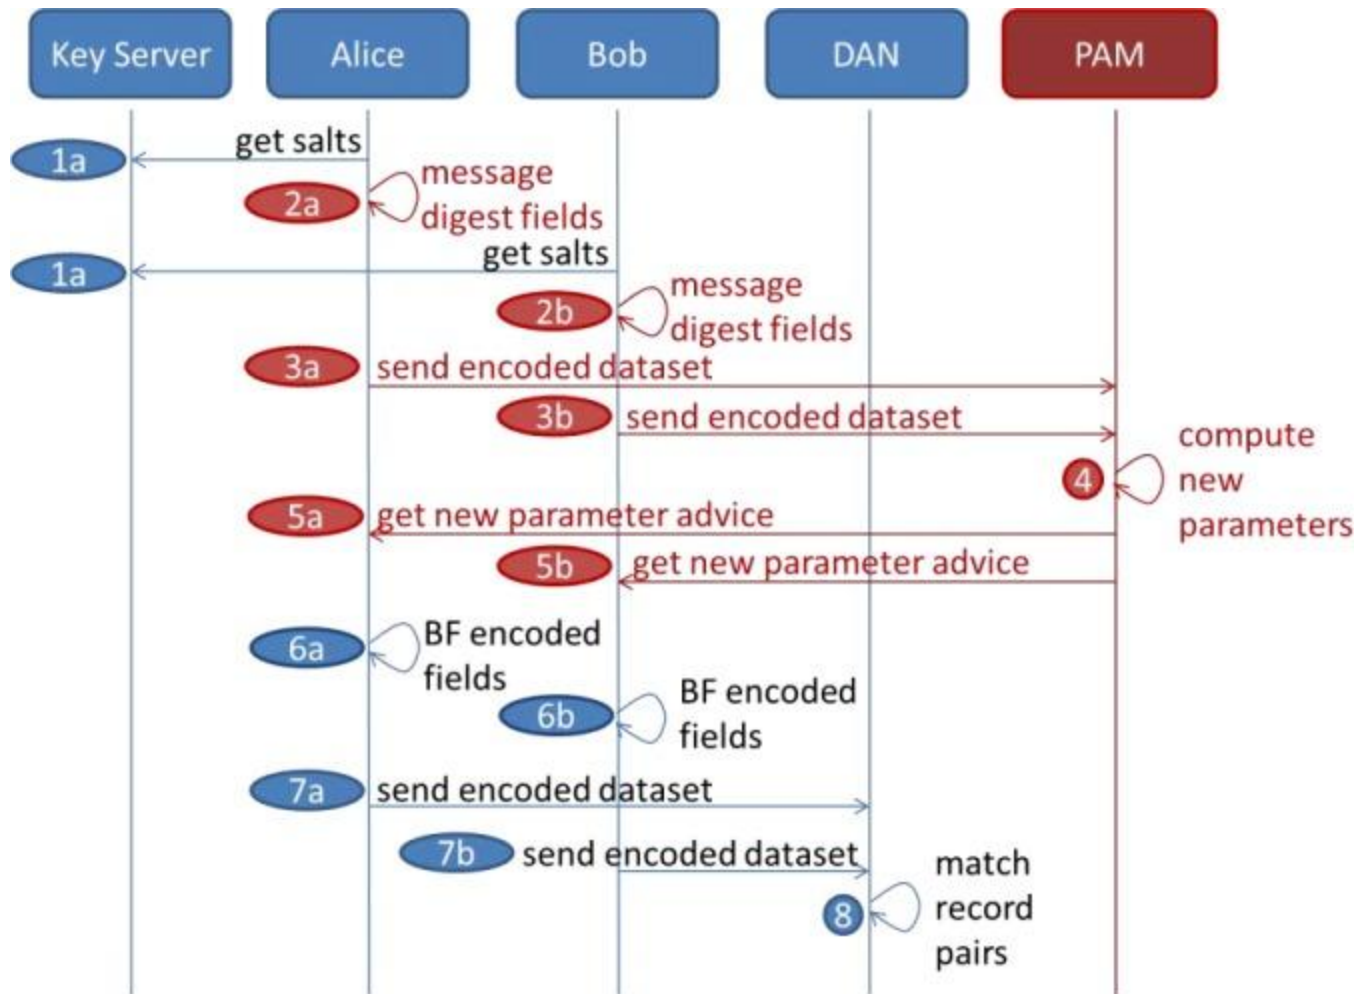 Key Server
Alice
Bob
DAN
PAM
get salts
1a
message
2a
digest fields
get salts
1a
message
2b
digest fields
3a
send encoded dataset
3b
send encoded dataset
compute
4
new
parameters
5a
get new parameter advice
5b
get new parameter advice
6a
BF encoded
fields
6b
BF encoded
fields
7a
send encoded dataset
7b
send encoded dataset
match
8
record
pairs